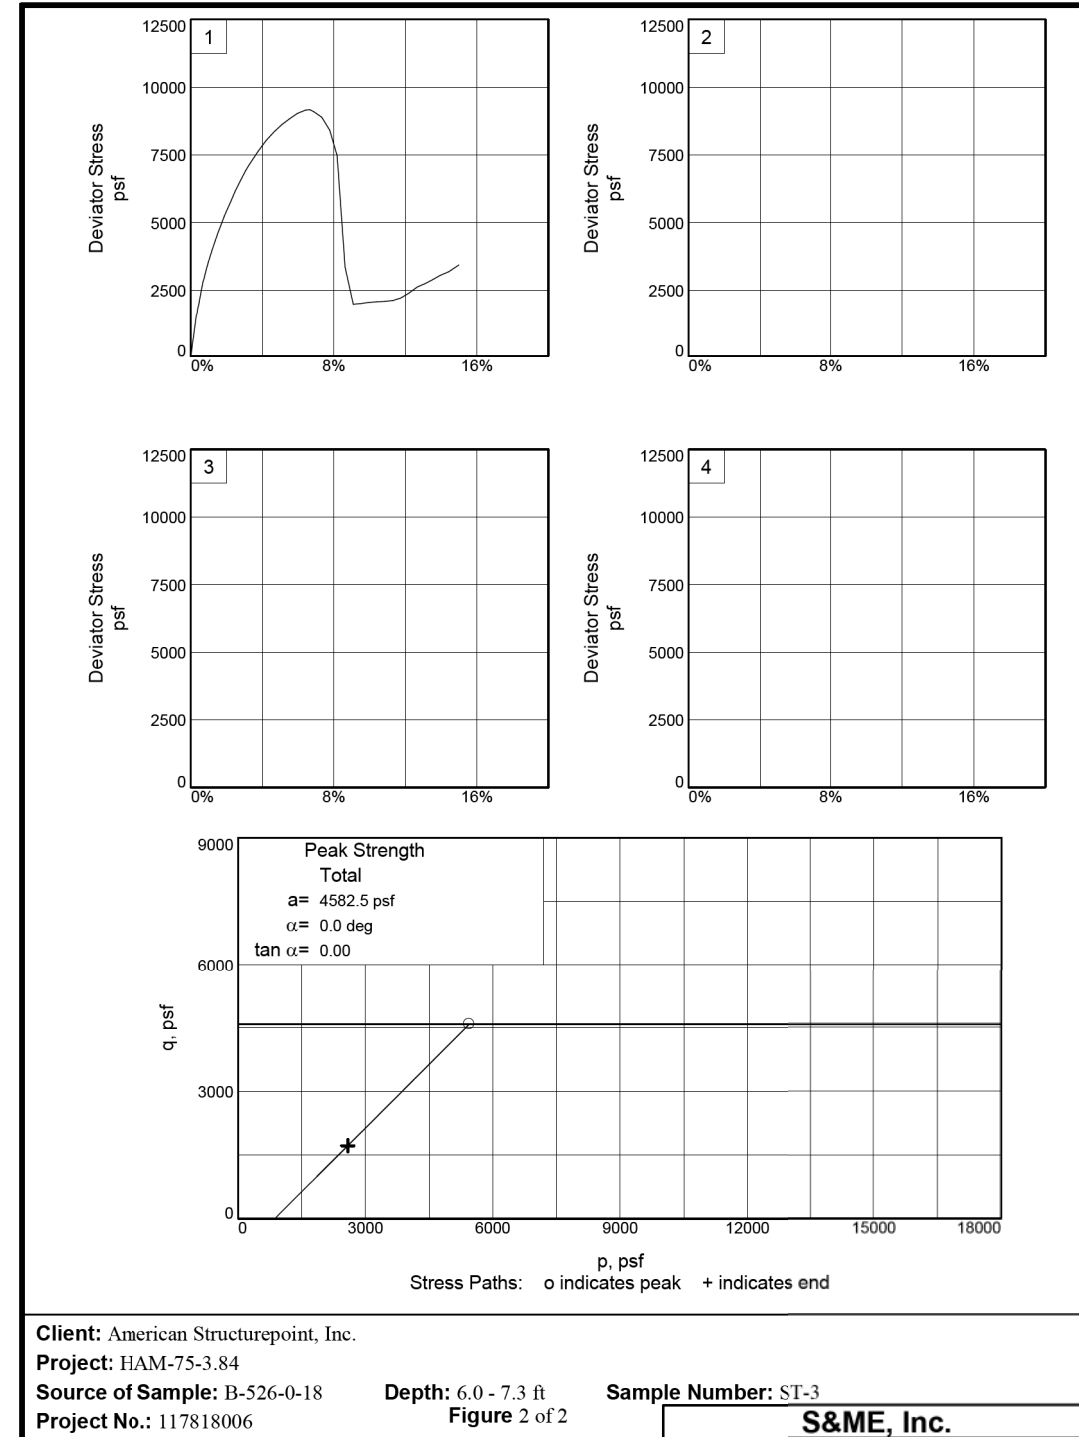 1
12500
10000
7500
5000
2500
0
0%
8%
16%
Deviator Stress
psf
2
12500
10000
7500
5000
2500
0
0%
8%
16%
Deviator Stress
psf
3
12500
10000
7500
5000
2500
0
0%
8%
16%
Deviator Stress
psf
4
12500
10000
7500
5000
2500
0
0%
8%
16%
Deviator Stress
psf
Peak Strength
Total
a= 4582.5 psf
α= 0.0 deg
tan α= 0.00
9000
6000
3000
0
q, psf
0 3000 6000 9000 12000 15000 18000
p, psf
Stress Paths: o indicates peak + indicates end
Client: American Structurepoint, Inc.
Project: HAM-75-3.84
Source of Sample: B-526-0-18 Depth: 6.0 - 7.3 ft Sample Number: ST-3
Project No.: 117818006 Figure 2 of 2
S&ME, Inc.